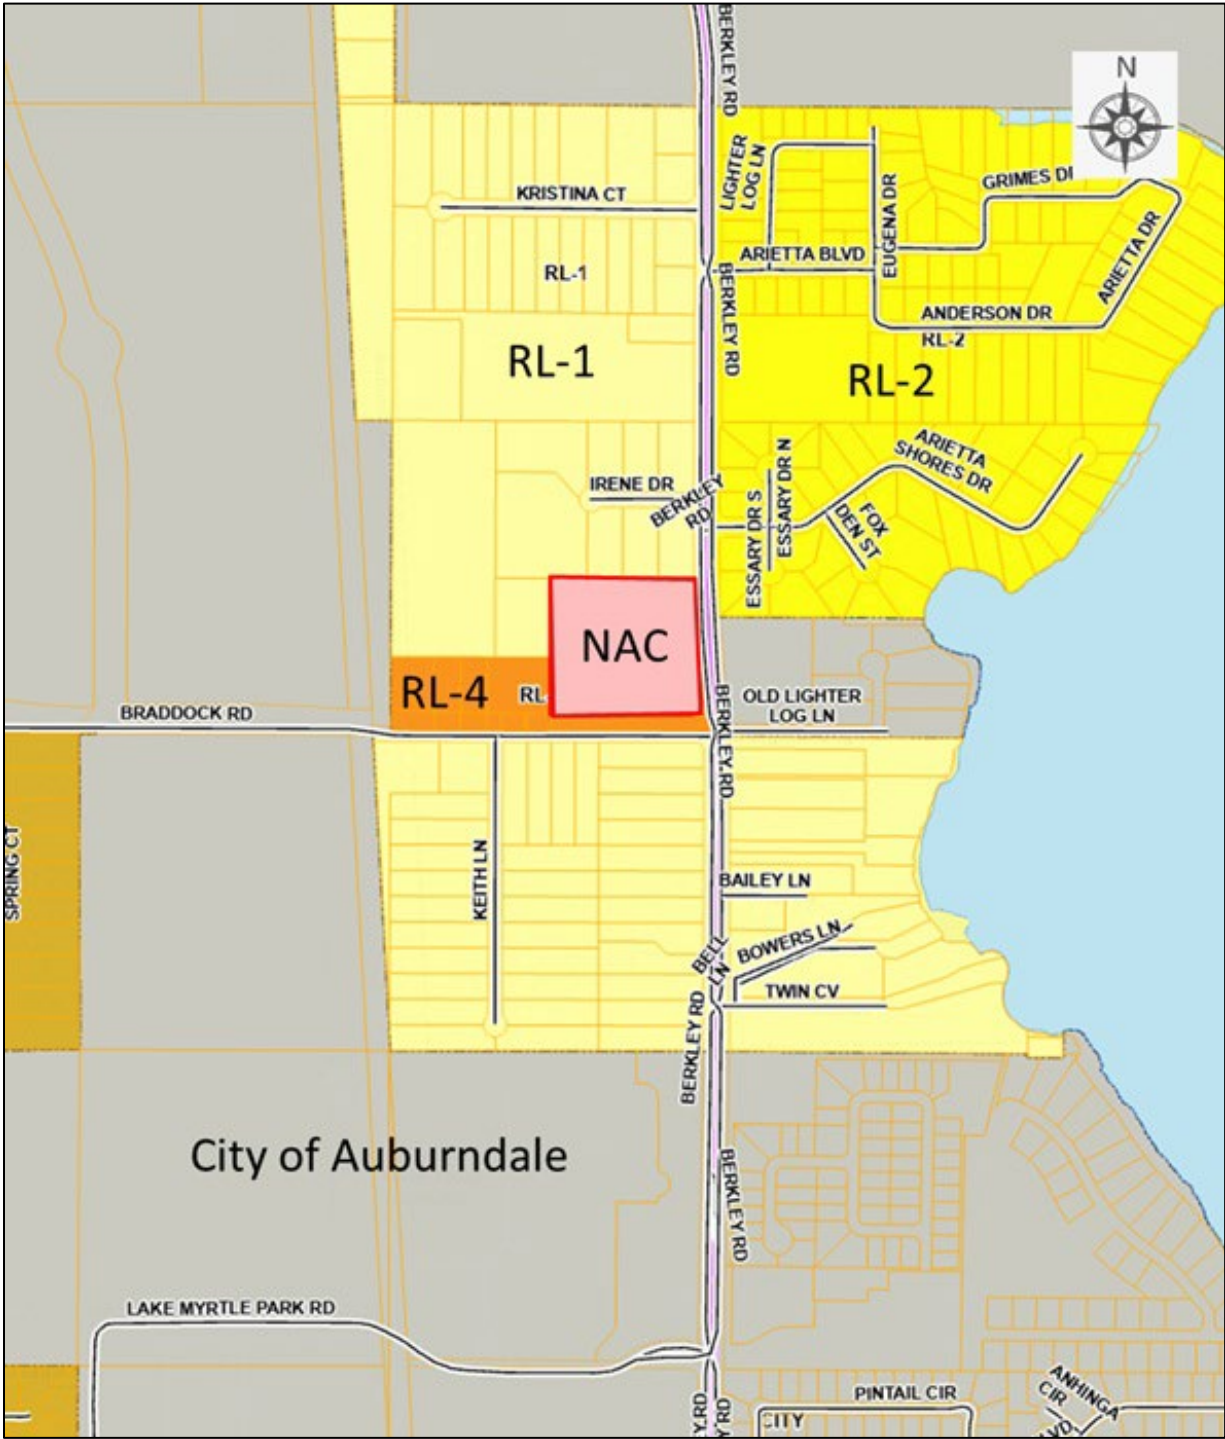 BERKLEY RD
N
LIGHTER
LOG LN
KRISTINA CT
EUGENA DR
ARIETTA DR
ARIETTA BLVD
RL-1
BERKLEY RD
ANDERSON DR
RL-2
RL-1
RL-2
ARIETTA
SHORES DR
IRENE DR
BERKLEY
RD
ESSARY DR S
ESSARY DR N
FOX
DEN ST
NAC
RL-4
OLD LIGHTER
LOG LN
BRADDOCK RD
BERKLEY RD
SPRING CT
KEITH LN
BAILEY LN
BELL
LN
BOWERS LN
TWIN CV
BERKLEY RD
City of Auburndale
BERKLEY RD
LAKE MYRTLE PARK RD
PINTAIL CIR
ANHINGA
CIR